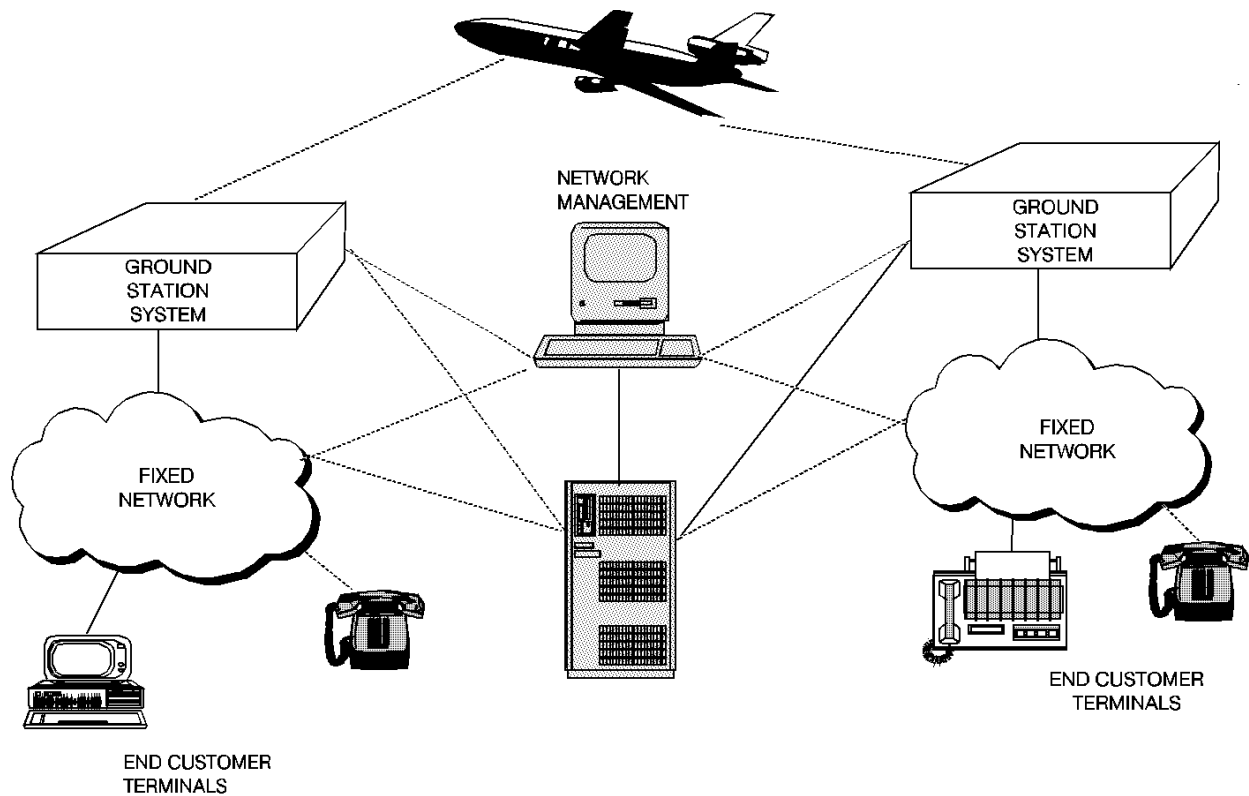 NETWORK
MANAGEMENT
GROUND
STATION
SYSTEM
GROUND
STATION
SYSTEM
FIXED
NETWORK
FIXED
NETWORK
END CUSTOMER
TERMINALS
END CUSTOMER
TERMINALS